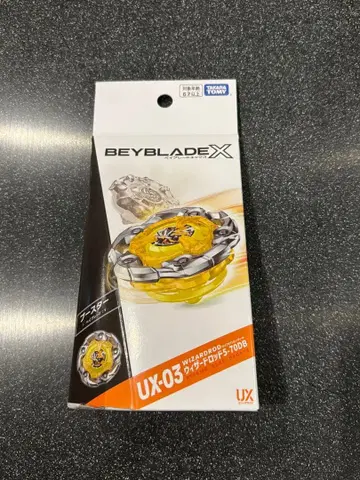 対象年齢
6才以上
TAKARA
TOMY
BEYBLADE X
ベイブレードエックス
ブースター
UX-03
WIZARDROD
ウィザードロッド5-70DB
UX